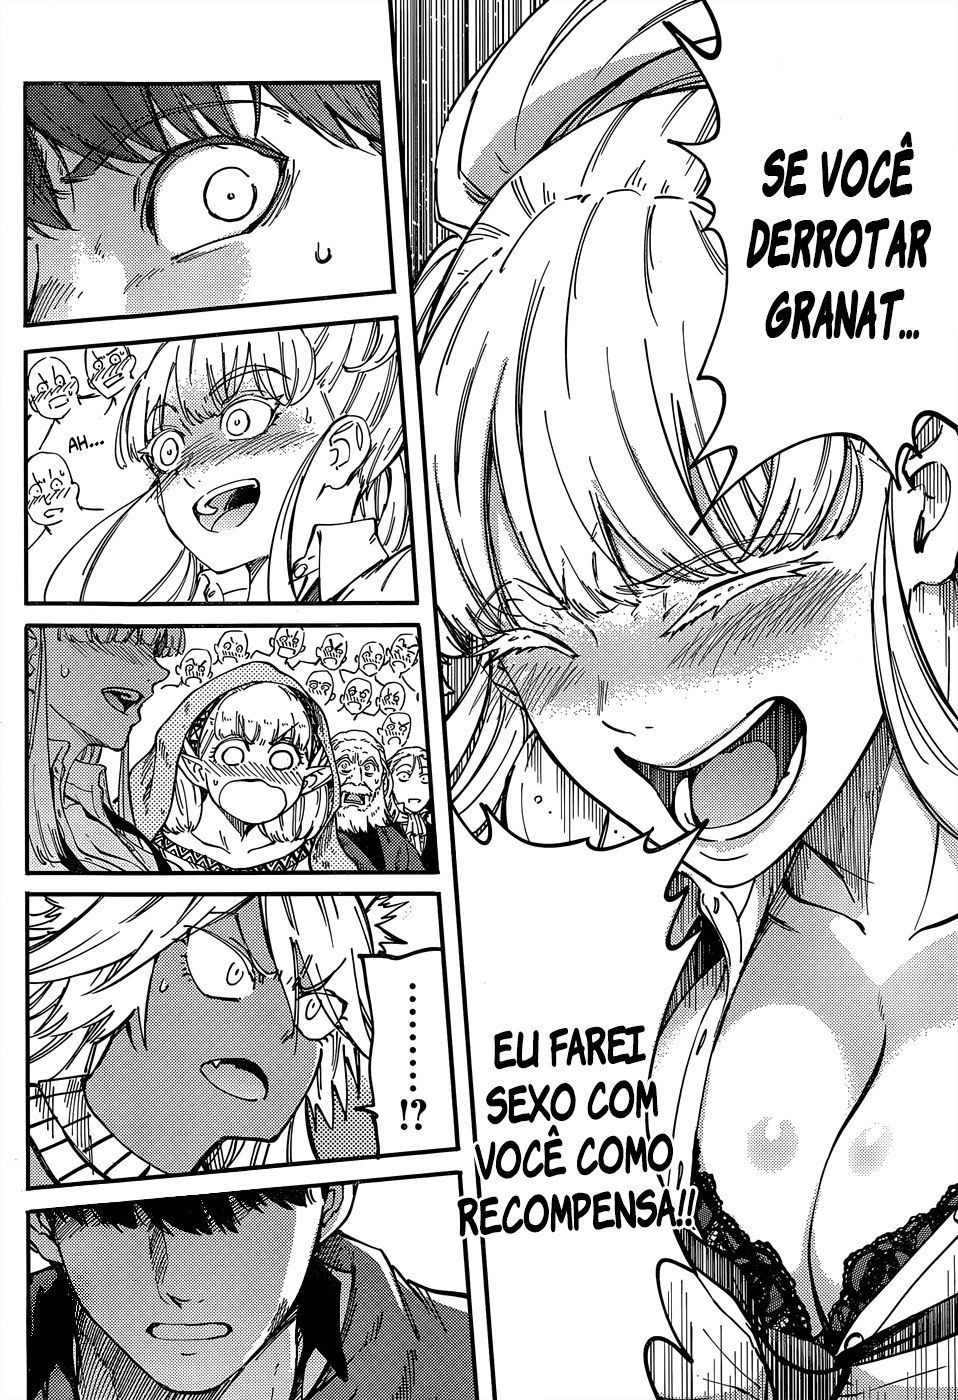 SE VOCÊ
DERROTAR
GRANAT...
AH...
EU FAREI
SEXO COM
VOCÊ COMO
RECOMPENSA!!
.........!?